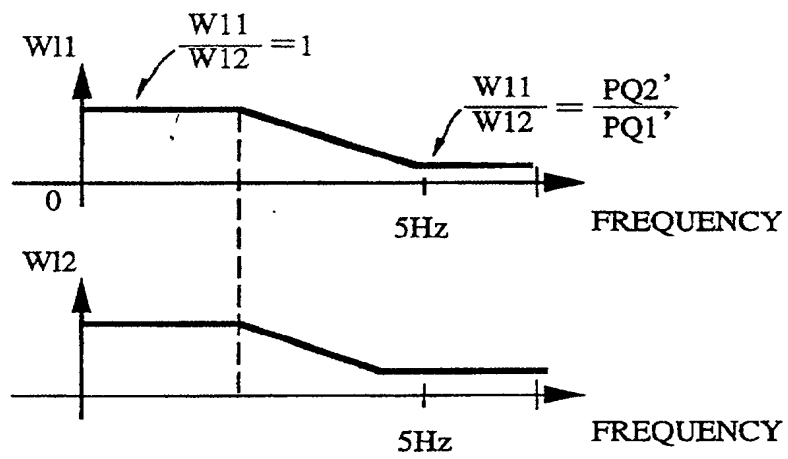 W11
W11/W12 = 1
W11/W12 = PQ2'/PQ1'
0
5Hz
FREQUENCY
W12
5Hz
FREQUENCY